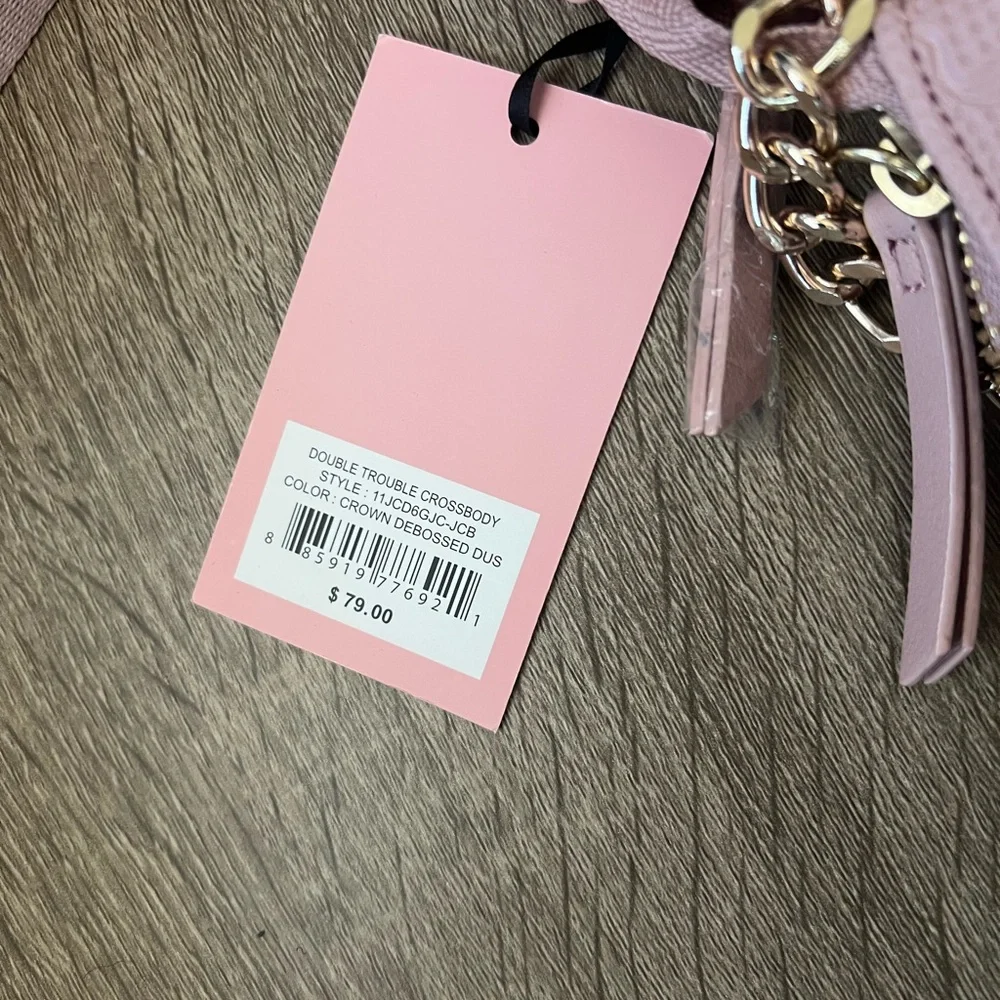 DOUBLE TROUBLE CROSSBODY
STYLE : 11JCD6GJC-JCB
COLOR : CROWN DEBOSSED DUS
8 85919 77692 1
$ 79.00